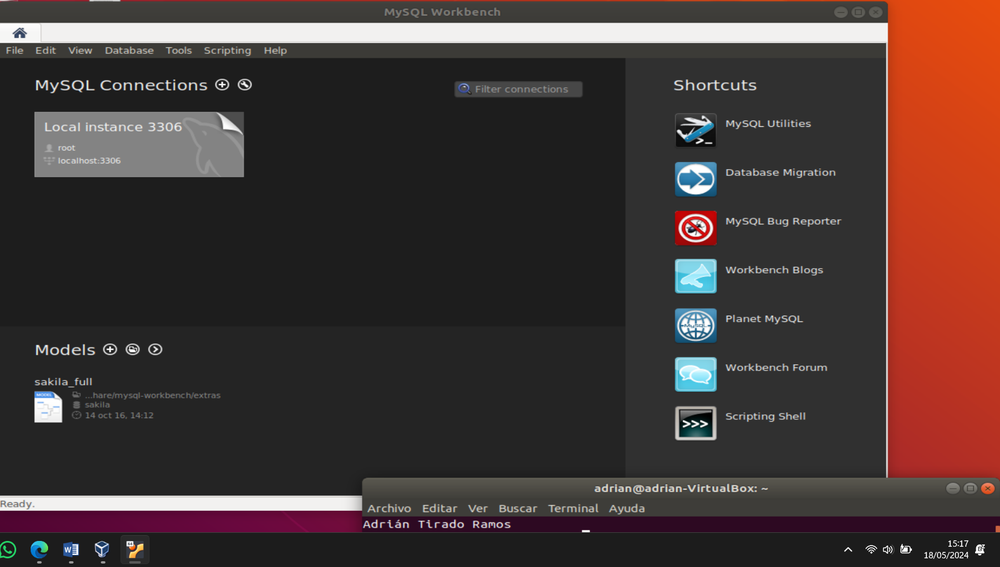 MySQL Workbench
File Edit View Database Tools Scripting Help
MySQL Connections
Filter connections
Local instance 3306
root
localhost:3306
Shortcuts
MySQL Utilities
Database Migration
MySQL Bug Reporter
Workbench Blogs
MySQL
Planet MySQL
Workbench Forum
>>>
Scripting Shell
Models
sakila_full
MODEL
...hare/mysql-workbench/extras
sakila
14 oct 16, 14:12
Ready.
adrian@adrian-VirtualBox: ~
Archivo Editar Ver Buscar Terminal Ayuda
Adrián Tirado Ramos
W
64
15:17
18/05/2024